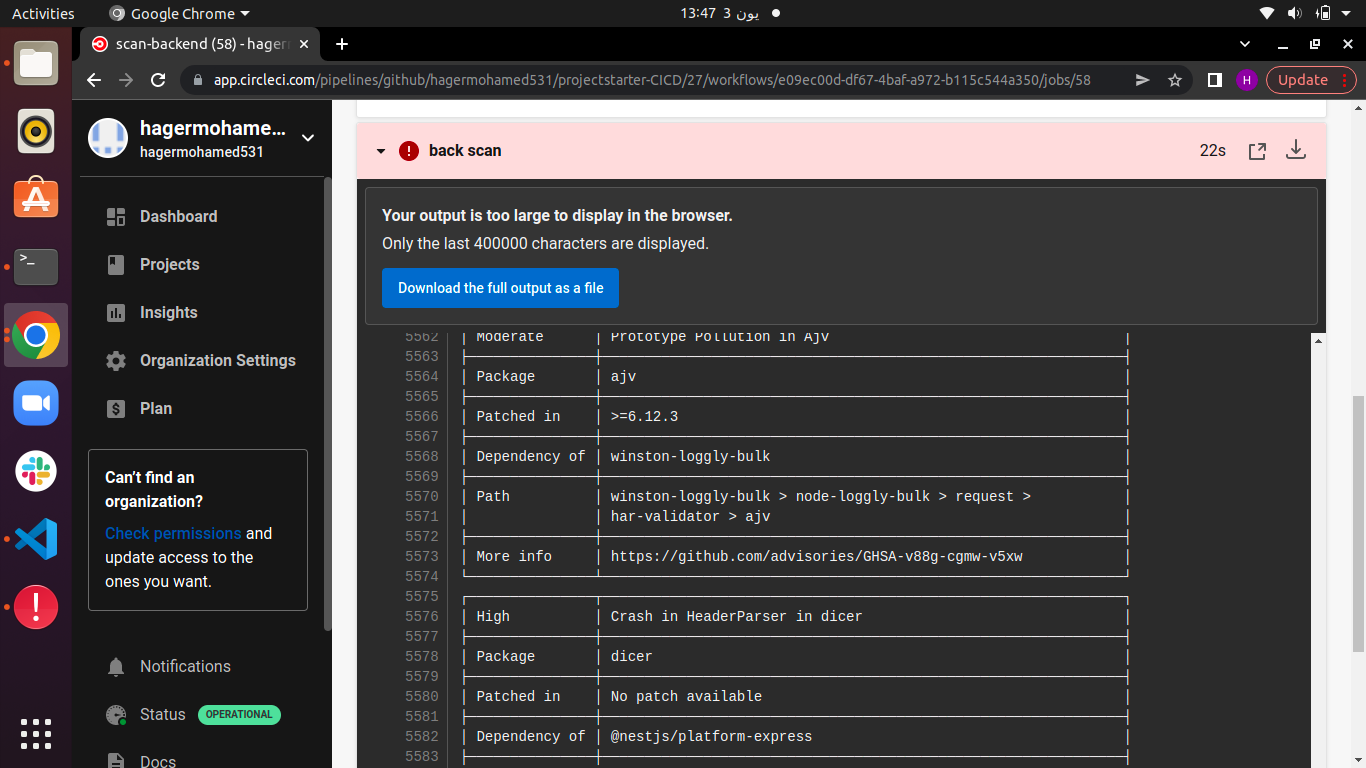 Activities
Google Chrome
13:47 3 يون
scan-backend (58) - hager
app.circleci.com/pipelines/github/hagermohamed531/projectstarter-CICD/27/workflows/e09ec00d-df67-4baf-a972-b115c544a350/jobs/58
H
Update
hagermohame...
hagermohamed531
Dashboard
Projects
Insights
Organization Settings
Plan
Can't find an
organization?
Check permissions and
update access to the
ones you want.
Notifications
Status OPERATIONAL
Docs
back scan
22s
Your output is too large to display in the browser.
Only the last 400000 characters are displayed.
Download the full output as a file
5562 Moderate Prototype Pollution in Ajv
5563
5564 Package ajv
5565
5566 Patched in >=6.12.3
5567
5568 Dependency of winston-loggly-bulk
5569
5570 Path winston-loggly-bulk > node-loggly-bulk > request >
5571 har-validator > ajv
5572
5573 More info https://github.com/advisories/GHSA-v88g-cgmw-v5xw
5574
5575
5576 High Crash in HeaderParser in dicer
5577
5578 Package dicer
5579
5580 Patched in No patch available
5581
5582 Dependency of @nestjs/platform-express
5583